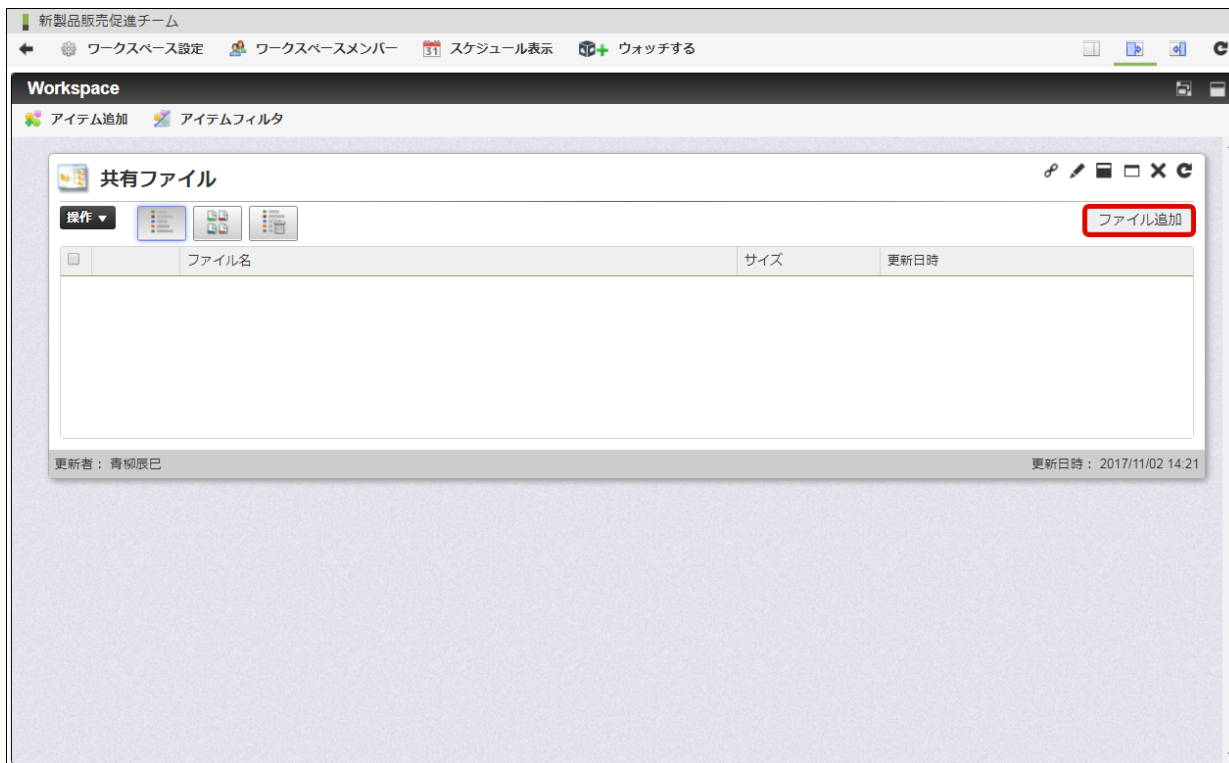 新製品販売促進チーム
ワークスペース設定 ワークスペースメンバー 31 スケジュール表示 ウォッチする
Workspace
アイテム追加 アイテムフィルタ
共有ファイル
操作 ▼ ファイル追加
ファイル名 サイズ 更新日時
更新者： 青柳辰巳 更新日時： 2017/11/02 14:21